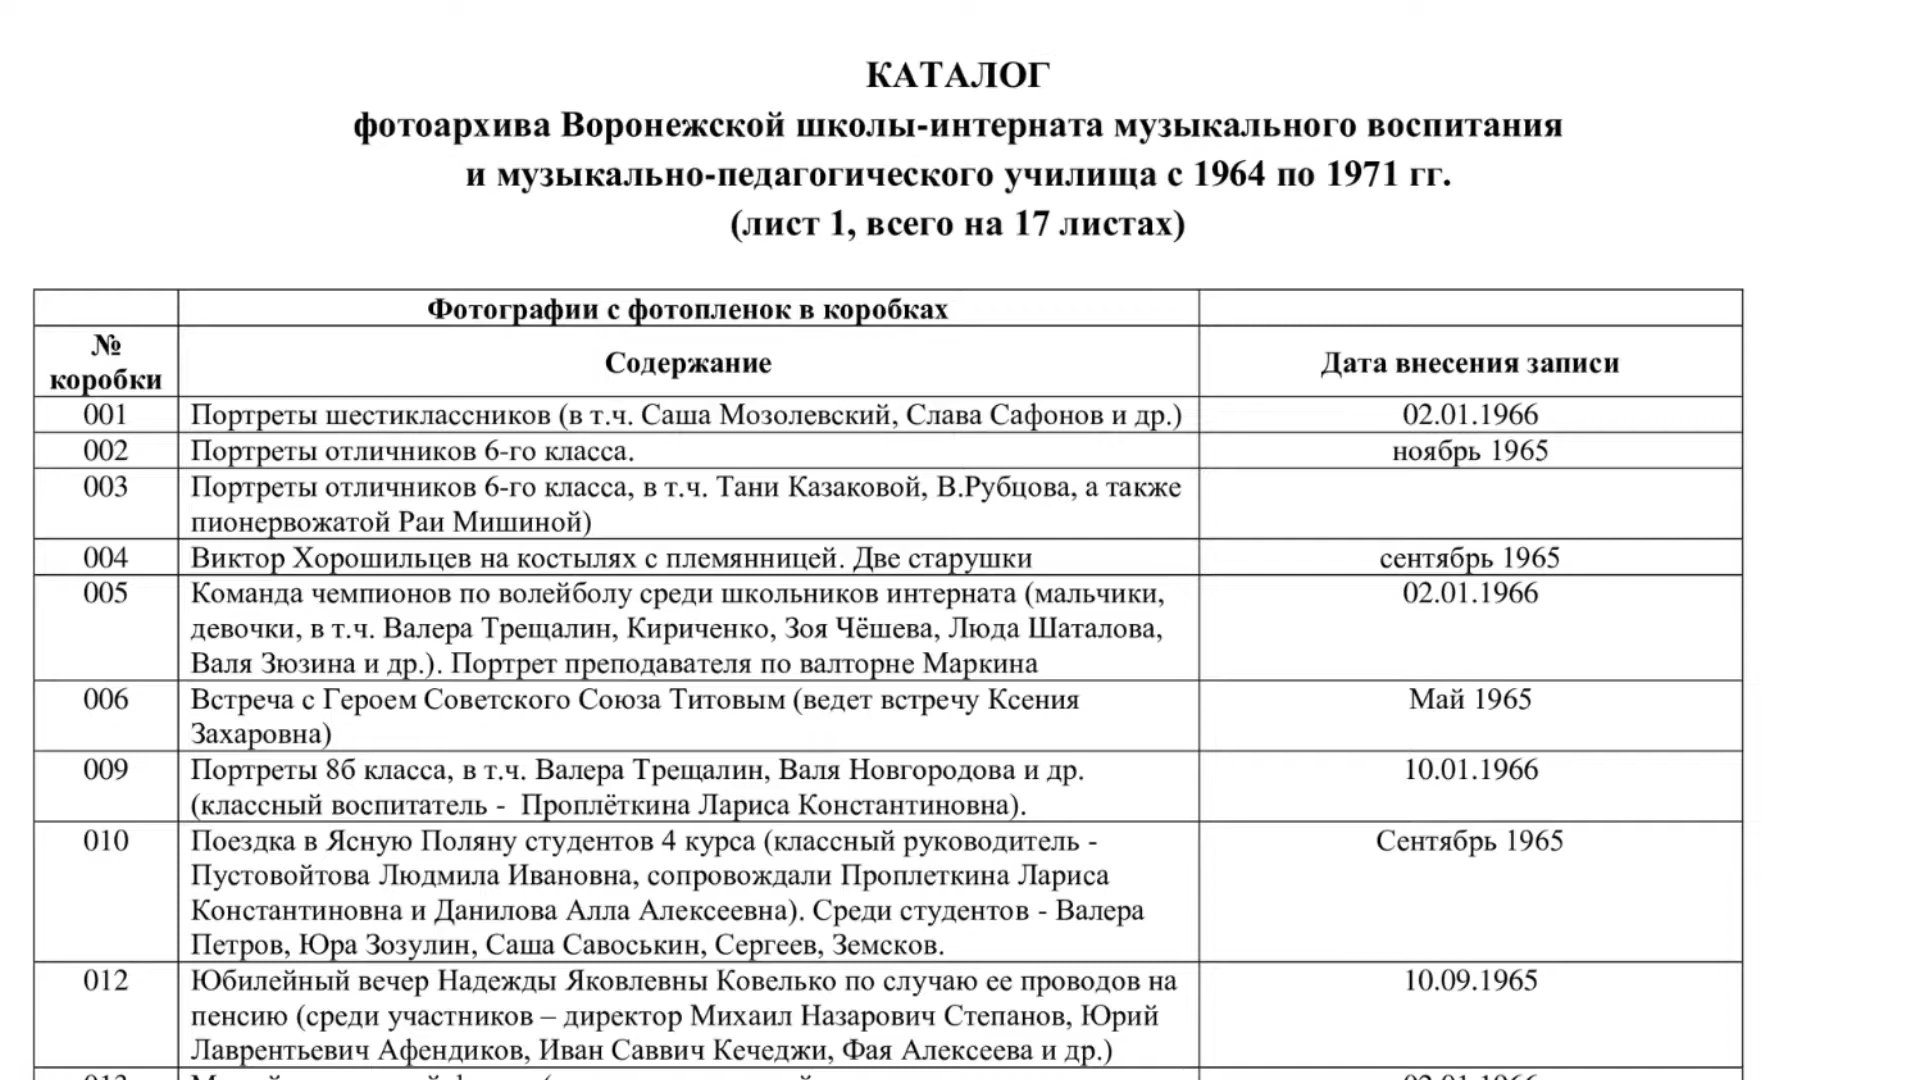 КАТАЛОГ
фотоархива Воронежской школы-интерната музыкального воспитания
и музыкально-педагогического училища с 1964 по 1971 гг.
(лист 1, всего на 17 листах)
Фотографии с фотопленок в коробках
№
коробки
Содержание
Дата внесения записи
001
Портреты шестиклассников (в т.ч. Саша Мозолевский, Слава Сафонов и др.)
02.01.1966
002
Портреты отличников 6-го класса.
ноябрь 1965
003
Портреты отличников 6-го класса, в т.ч. Тани Казаковой, В.Рубцова, а также
пионервожатой Раи Мишиной)
004
Виктор Хорошильцев на костылях с племянницей. Две старушки
сентябрь 1965
005
Команда чемпионов по волейболу среди школьников интерната (мальчики,
девочки, в т.ч. Валера Трещалин, Кириченко, Зоя Чёшева, Люда Шаталова,
Валя Зюзина и др.). Портрет преподавателя по валторне Маркина
02.01.1966
006
Встреча с Героем Советского Союза Титовым (ведет встречу Ксения
Захаровна)
Май 1965
009
Портреты 8б класса, в т.ч. Валера Трещалин, Валя Новгородова и др.
(классный воспитатель - Проплёткина Лариса Константиновна).
10.01.1966
010
Поездка в Ясную Поляну студентов 4 курса (классный руководитель -
Пустовойтова Людмила Ивановна, сопровождали Проплеткина Лариса
Константиновна и Данилова Алла Алексеевна). Среди студентов - Валера
Петров, Юра Зозулин, Саша Савоськин, Сергеев, Земсков.
Сентябрь 1965
012
Юбилейный вечер Надежды Яковлевны Ковелько по случаю ее проводов на
пенсию (среди участников – директор Михаил Назарович Степанов, Юрий
Лаврентьевич Афендиков, Иван Саввич Кечеджи, Фая Алексеева и др.)
10.09.1965